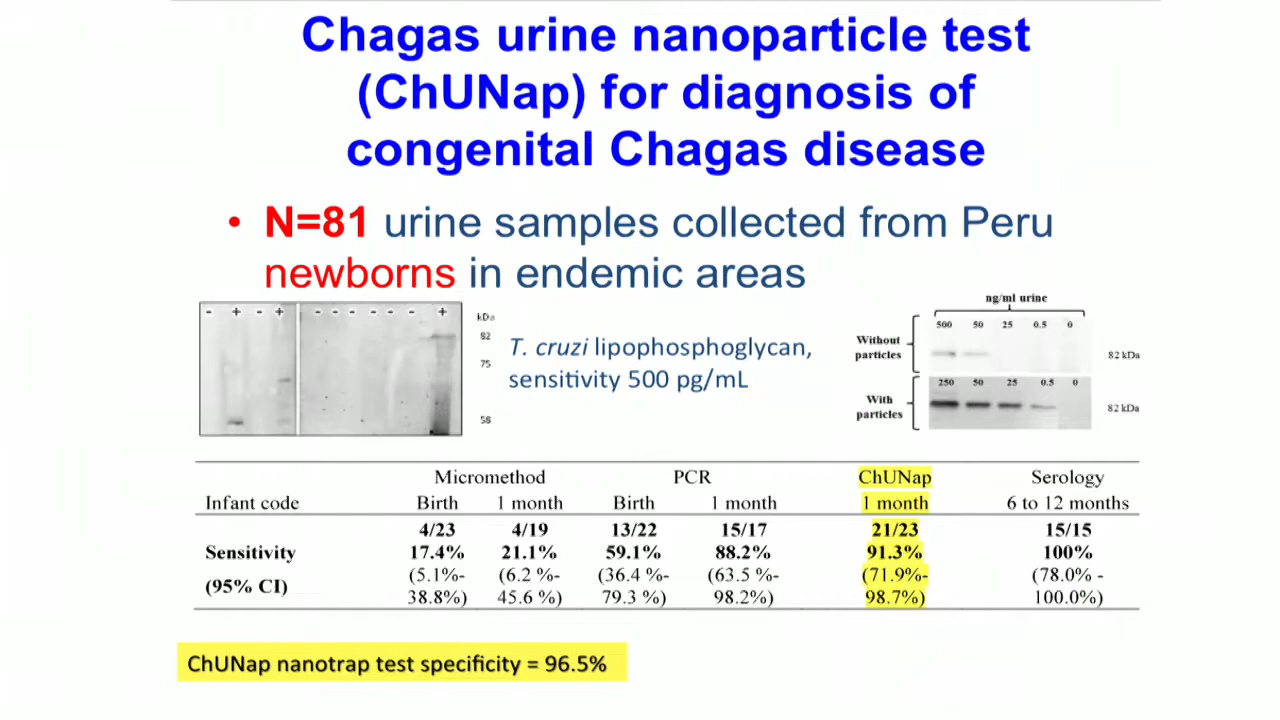 Chagas urine nanoparticle test
(ChUNap) for diagnosis of
congenital Chagas disease
• N=81 urine samples collected from Peru
newborns in endemic areas
- + - + - - - - - - +
kDa
82
75
58
T. cruzi lipophosphoglycan,
sensitivity 500 pg/mL
ng/ml urine
500 50 25 0.5 0
Without
particles
82 kDa
250 50 25 0.5 0
With
particles
82 kDa
Micromethod PCR ChUNap Serology
Infant code Birth 1 month Birth 1 month 1 month 6 to 12 months
4/23 4/19 13/22 15/17 21/23 15/15
Sensitivity 17.4% 21.1% 59.1% 88.2% 91.3% 100%
(95% CI) (5.1%- (6.2 %- (36.4 %- (63.5 %- (71.9%- (78.0% -
38.8%) 45.6 %) 79.3 %) 98.2%) 98.7%) 100.0%)
ChUNap nanotrap test specificity = 96.5%